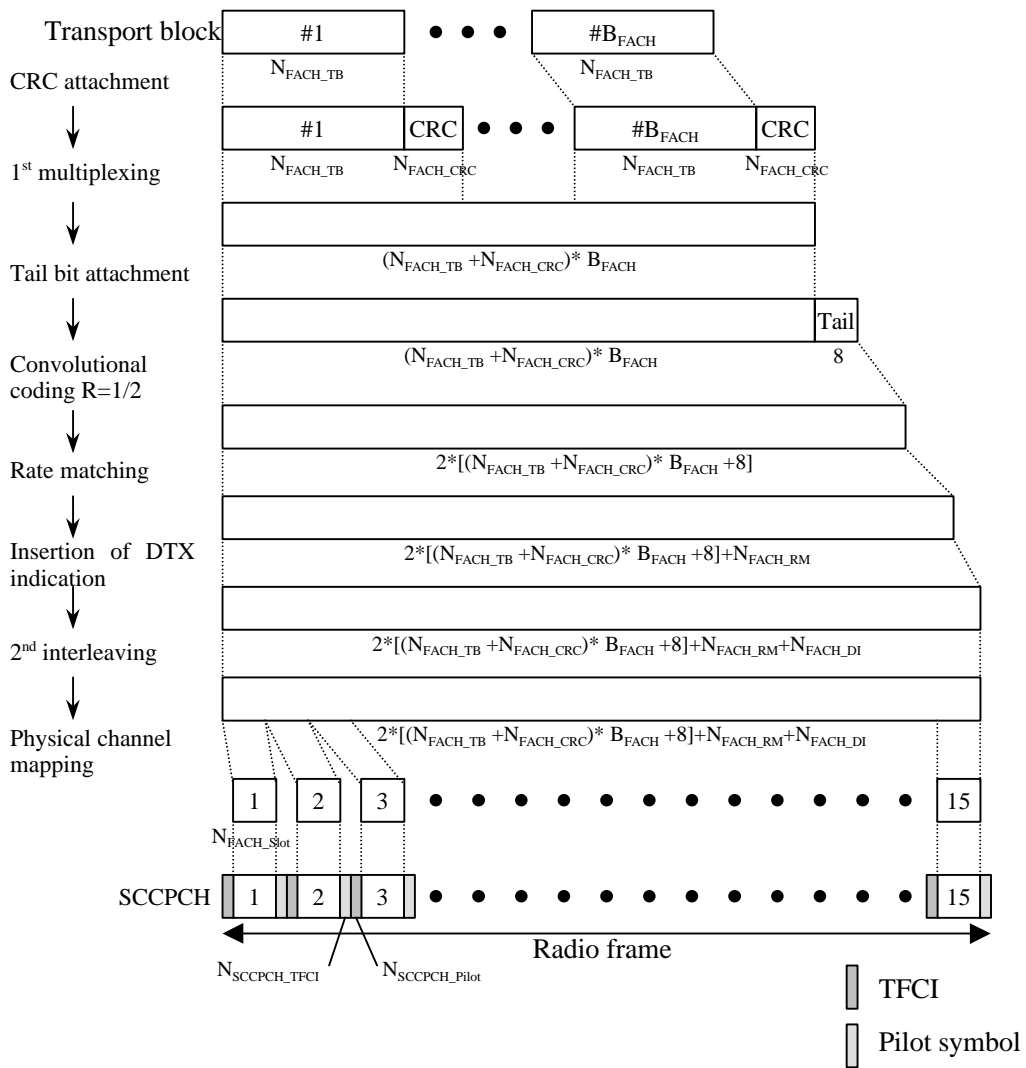 Transport block #1 #B_FACH
N_FACH_TB N_FACH_TB
CRC attachment
#1 CRC #B_FACH CRC
N_FACH_TB N_FACH_CRC N_FACH_TB N_FACH_CRC
1st multiplexing
(N_FACH_TB +N_FACH_CRC)* B_FACH
Tail bit attachment
Tail
(N_FACH_TB +N_FACH_CRC)* B_FACH 8
Convolutional
coding R=1/2
2*[(N_FACH_TB +N_FACH_CRC)* B_FACH +8]
Rate matching
2*[(N_FACH_TB +N_FACH_CRC)* B_FACH +8]+N_FACH_RM
Insertion of DTX
indication
2*[(N_FACH_TB +N_FACH_CRC)* B_FACH +8]+N_FACH_RM+N_FACH_DI
2nd interleaving
2*[(N_FACH_TB +N_FACH_CRC)* B_FACH +8]+N_FACH_RM+N_FACH_DI
Physical channel
mapping
1 2 3 15
N_FACH_Slot
SCCPCH 1 2 3 15
Radio frame
N_SCCPCH_TFCI N_SCCPCH_Pilot
TFCI
Pilot symbol